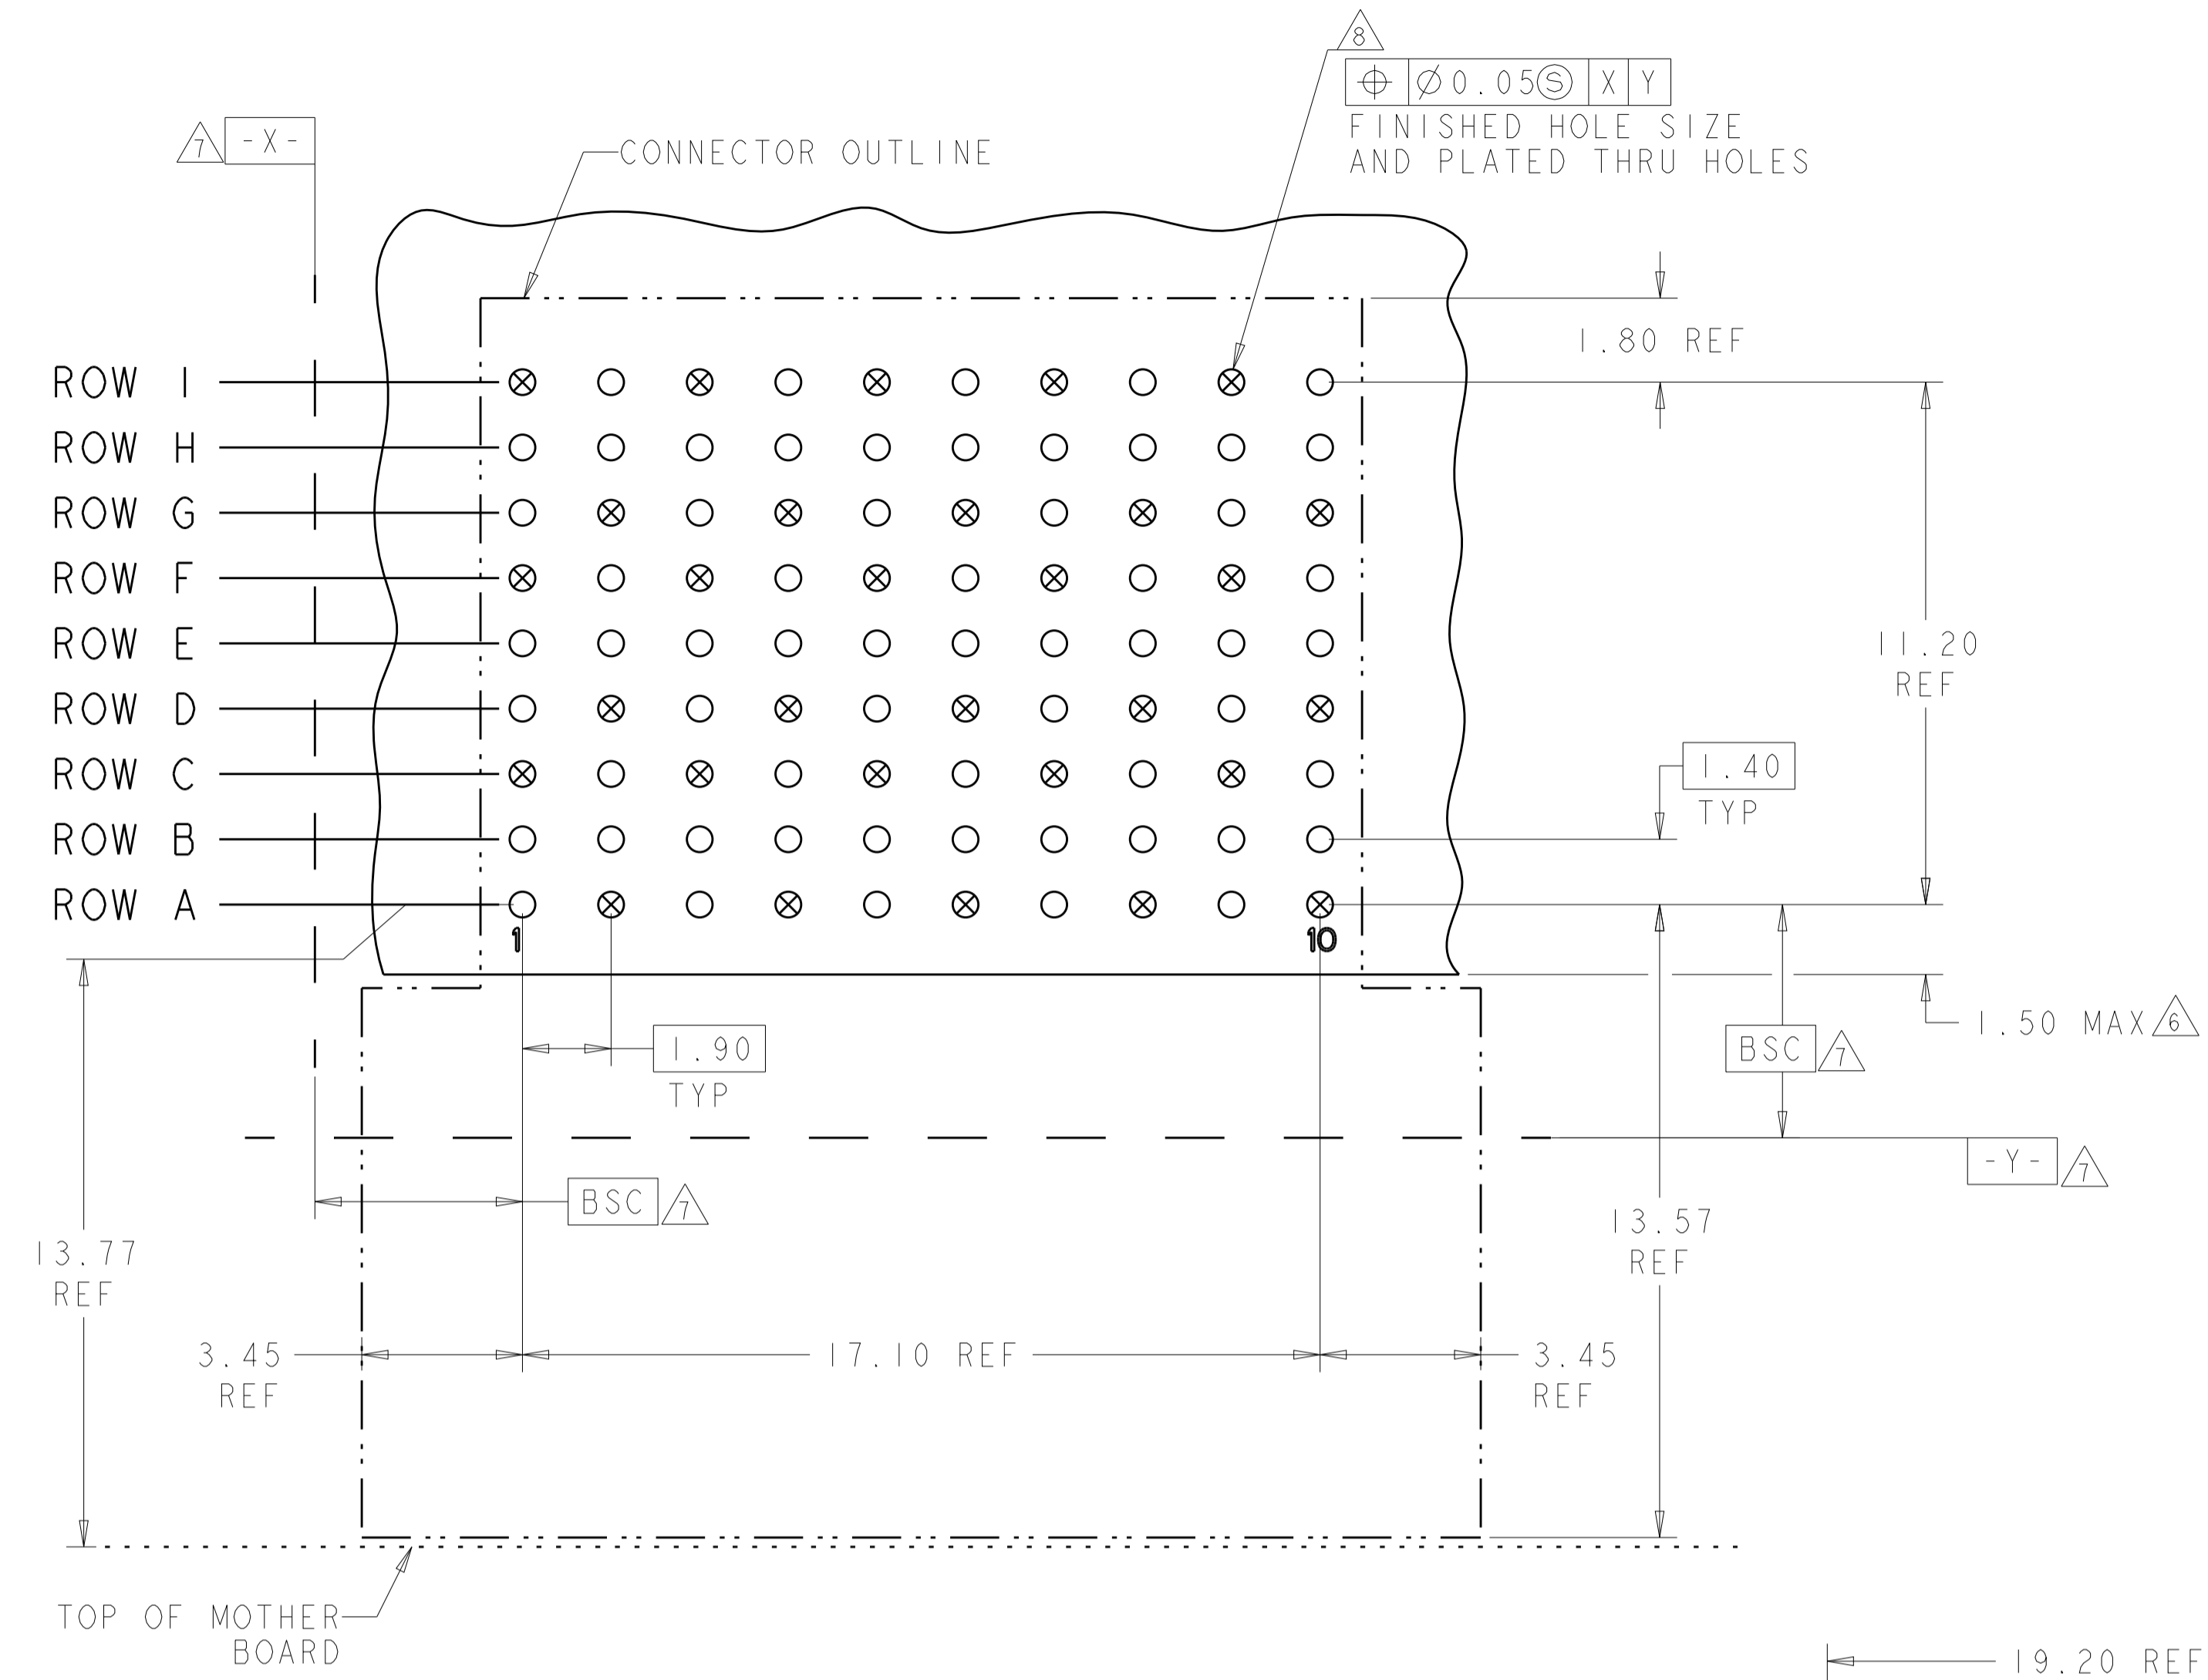 8
⌖ ⌀0.05Ⓢ X Y
FINISHED HOLE SIZE
AND PLATED THRU HOLES
7 -X-
CONNECTOR OUTLINE
1.80 REF
ROW I
ROW H
ROW G
ROW F
ROW E
11.20
REF
ROW D
ROW C
1.40
TYP
ROW B
ROW A
1 10
1.50 MAX 6
BSC 7
1.90
TYP
-Y- 7
BSC 7
13.57
REF
13.77
REF
3.45
REF
17.10 REF
3.45
REF
TOP OF MOTHER
BOARD
19.20 REF